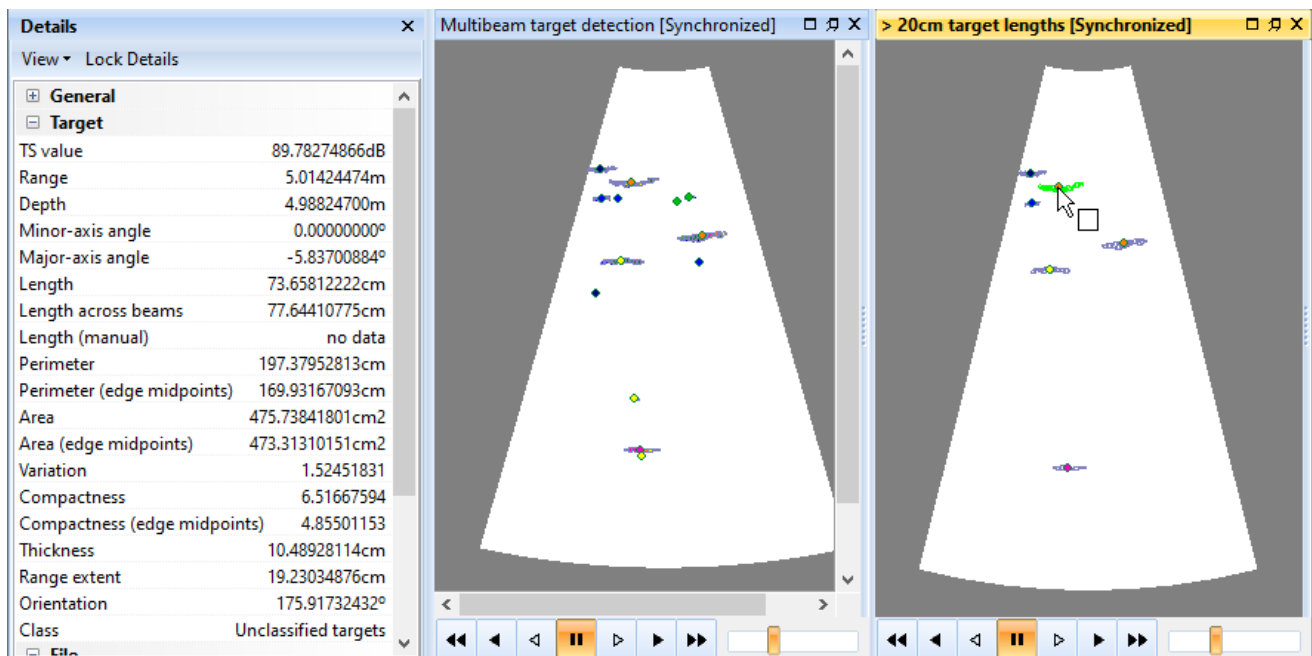 Details
View Lock Details
General
Target
TS value 89.78274866dB
Range 5.01424474m
Depth 4.98824700m
Minor-axis angle 0.00000000º
Major-axis angle -5.83700884º
Length 73.65812222cm
Length across beams 77.64410775cm
Length (manual) no data
Perimeter 197.37952813cm
Perimeter (edge midpoints) 169.93167093cm
Area 475.73841801cm2
Area (edge midpoints) 473.31310151cm2
Variation 1.52451831
Compactness 6.51667594
Compactness (edge midpoints) 4.85501153
Thickness 10.48928114cm
Range extent 19.23034876cm
Orientation 175.91732432º
Class Unclassified targets
File
Multibeam target detection [Synchronized]
> 20cm target lengths [Synchronized]